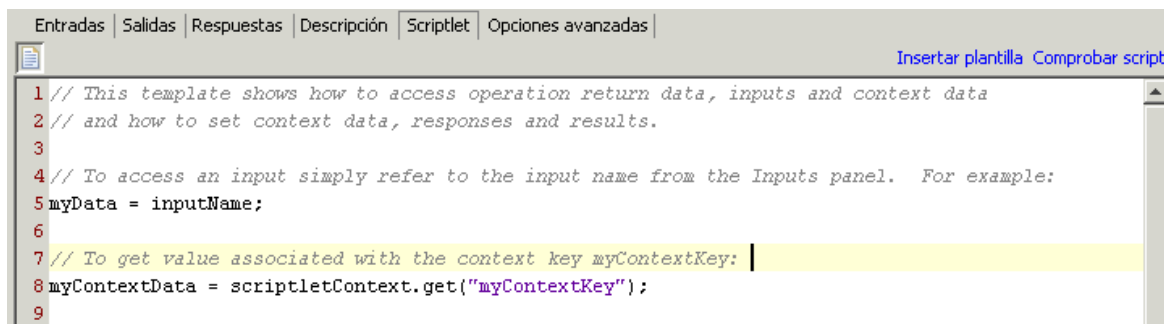 Entradas | Salidas | Respuestas | Descripción | Scriptlet | Opciones avanzadas |
Insertar plantilla Comprobar script
1 // This template shows how to access operation return data, inputs and context data
2 // and how to set context data, responses and results.
3
4 // To access an input simply refer to the input name from the Inputs panel.  For example:
5 myData = inputName;
6
7 // To get value associated with the context key myContextKey:
8 myContextData = scriptletContext.get("myContextKey");
9